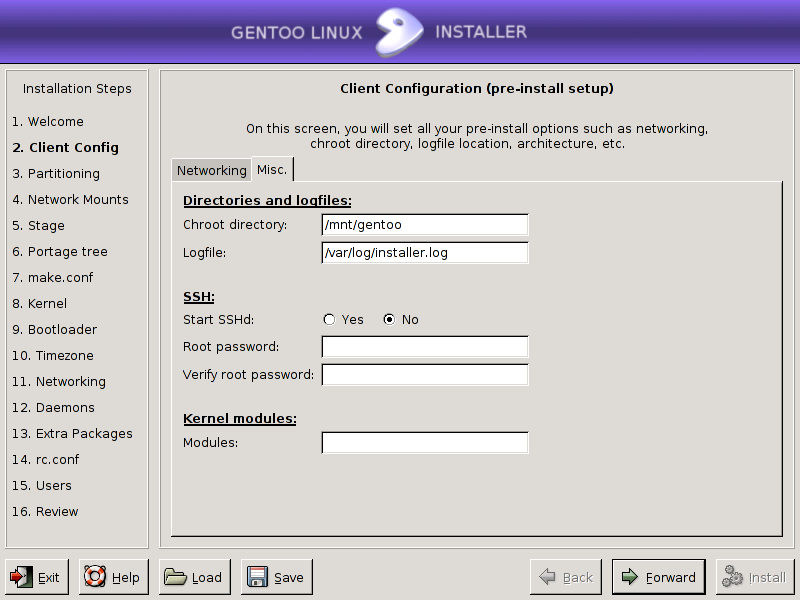 GENTOO LINUX INSTALLER
Installation Steps
1. Welcome
2. Client Config
3. Partitioning
4. Network Mounts
5. Stage
6. Portage tree
7. make.conf
8. Kernel
9. Bootloader
10. Timezone
11. Networking
12. Daemons
13. Extra Packages
14. rc.conf
15. Users
16. Review
Client Configuration (pre-install setup)
On this screen, you will set all your pre-install options such as networking,
chroot directory, logfile location, architecture, etc.
Networking Misc.
Directories and logfiles:
Chroot directory: /mnt/gentoo
Logfile: /var/log/installer.log
SSH:
Start SSHd: Yes No
Root password:
Verify root password:
Kernel modules:
Modules:
Exit Help Load Save Back Forward Install